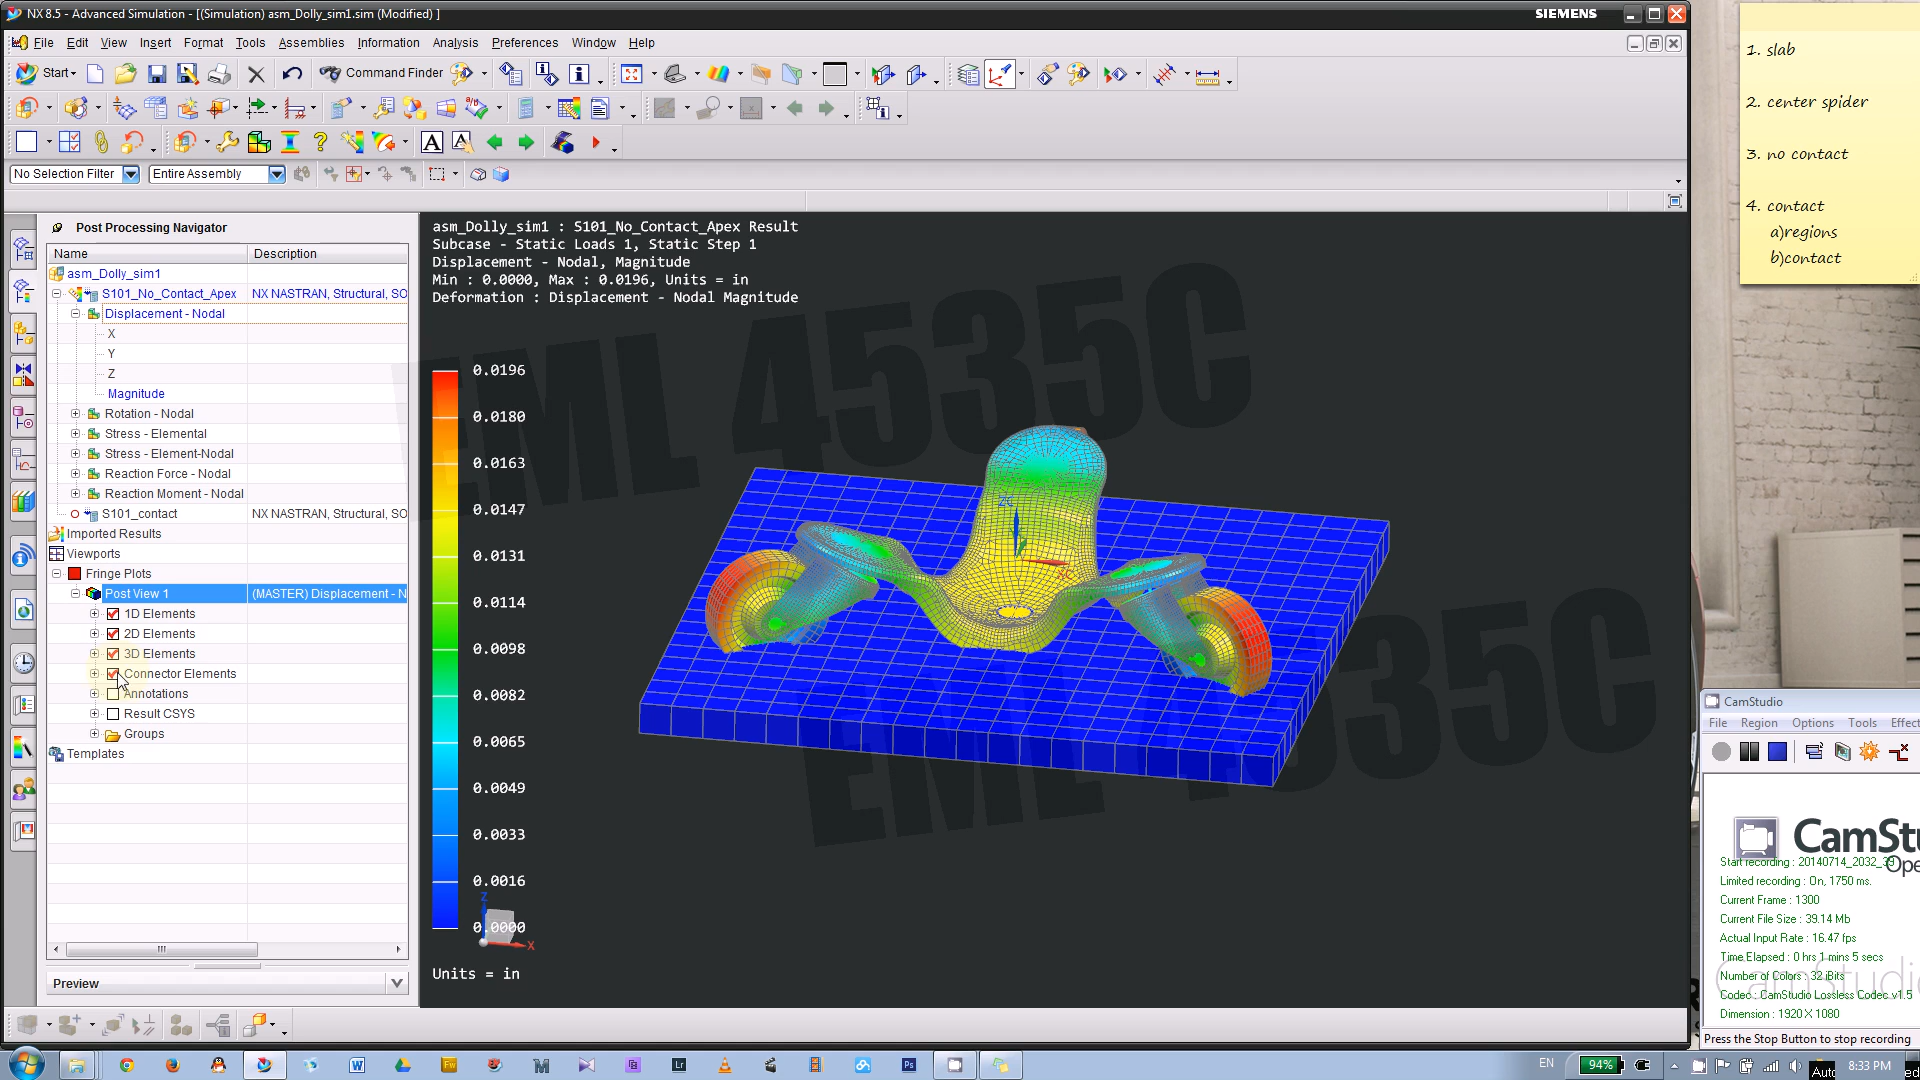 NX 8.5 - Advanced Simulation - [(Simulation) asm_Dolly_sim1.sim (Modified) ]
SIEMENS
File Edit View Insert Format Tools Assemblies Information Analysis Preferences Window Help
Start Command Finder
No Selection Filter Entire Assembly
Post Processing Navigator
Name Description
asm_Dolly_sim1
S101_No_Contact_Apex NX NASTRAN, Structural, SO
Displacement - Nodal
X
Y
Z
Magnitude
Rotation - Nodal
Stress - Elemental
Stress - Element-Nodal
Reaction Force - Nodal
Reaction Moment - Nodal
S101_contact NX NASTRAN, Structural, SO
Imported Results
Viewports
Fringe Plots
Post View 1 (MASTER) Displacement - N
1D Elements
2D Elements
3D Elements
Connector Elements
Annotations
Result CSYS
Groups
Templates
Preview
asm_Dolly_sim1 : S101_No_Contact_Apex Result
Subcase - Static Loads 1, Static Step 1
Displacement - Nodal, Magnitude
Min : 0.0000, Max : 0.0196, Units = in
Deformation : Displacement - Nodal Magnitude
0.0196
0.0180
0.0163
0.0147
0.0131
0.0114
0.0098
0.0082
0.0065
0.0049
0.0033
0.0016
0.0000
Z
X
Units = in
EML 4535C
EML 4535C
1. slab
2. center spider
3. no contact
4. contact
a)regions
b)contact
CamStudio
File Region Options Tools Effect
CamStu
Ope
Start recording : 20140714_2032_39
Limited recording : On, 1750 ms.
Current Frame : 1300
Current File Size : 39.14 Mb
Actual Input Rate : 16.47 fps
Time Elapsed : 0 hrs 1 mins 5 secs
Number of Colors : 32 Bits
Codec : CamStudio Lossless Codec v1.5
Dimension : 1920 X 1080
Press the Stop Button to stop recording
EN 94% 8:33 PM